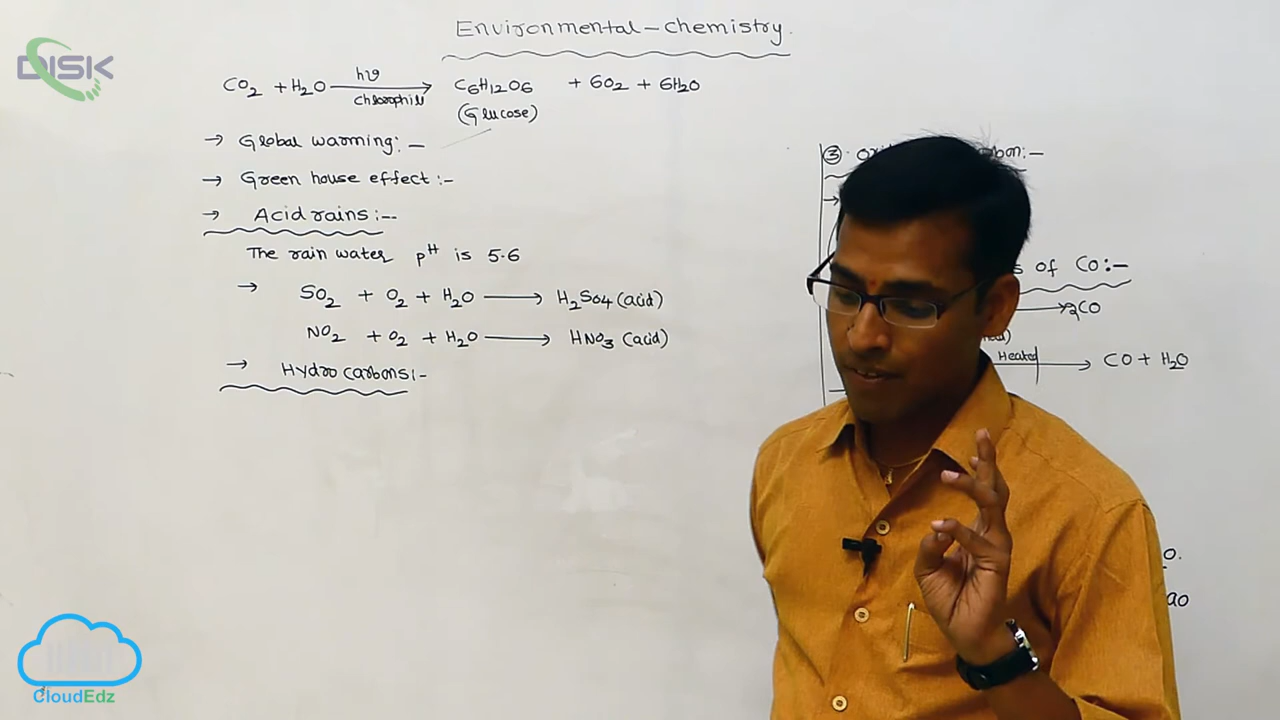 DISK
Environmental-chemistry.
CO2 + H2O hν Chlorophill → C6H12O6 + 6O2 + 6H2O
(Glucose)
→ Global warming:-
→ Green house effect:-
→ Acid rains:--
The rain water pH is 5.6
→ SO2 + O2 + H2O → H2SO4 (acid)
NO2 + O2 + H2O → HNO3 (acid)
→ Hydro carbons:-
③
of CO:-
→ 2CO
Heated → CO + H2O
CloudEdz